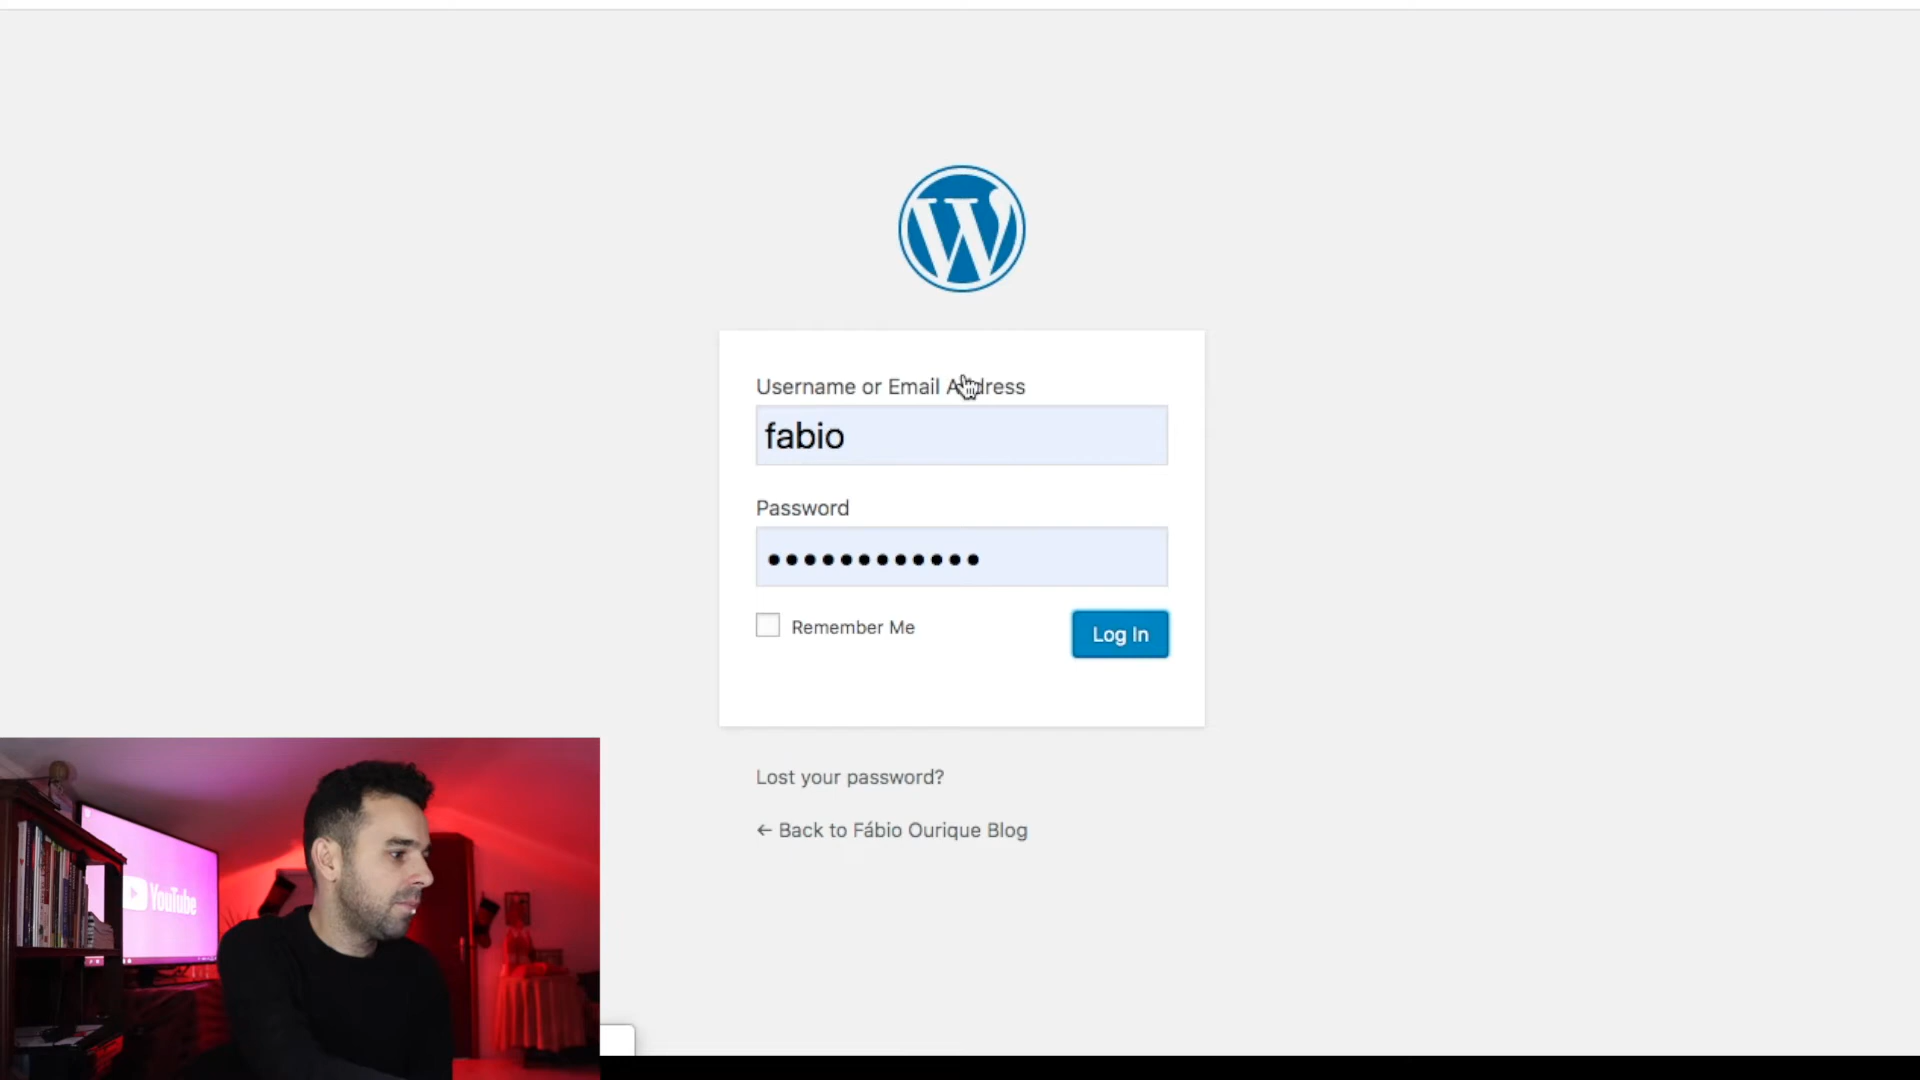 Username or Email Address
fabio
Password
Remember Me
Log In
Lost your password?
← Back to Fábio Ourique Blog
YouTube